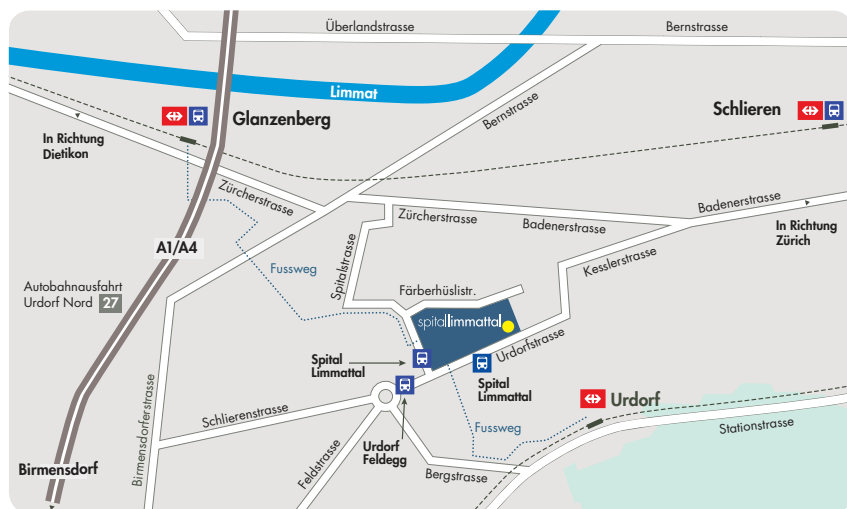 Überlandstrasse
Bernstrasse
Limmat
Bernstrasse
Glanzenberg
Schlieren
In Richtung
Dietikon
Zürcherstrasse
Zürcherstrasse
Badenerstrasse
Badenerstrasse
In Richtung
Zürich
A1/A4
Fussweg
Spitalstrasse
Kesslerstrasse
Autobahnausfahrt
Urdorf Nord 27
Färberhüslistr.
spitallimmattal
Urdorfstrasse
Spital
Limmattal
Spital
Limmattal
Birmensdorferstrasse
Schlierenstrasse
Urdorf
Fussweg
Stationstrasse
Urdorf
Feldegg
Feldstrasse
Bergstrasse
Birmensdorf